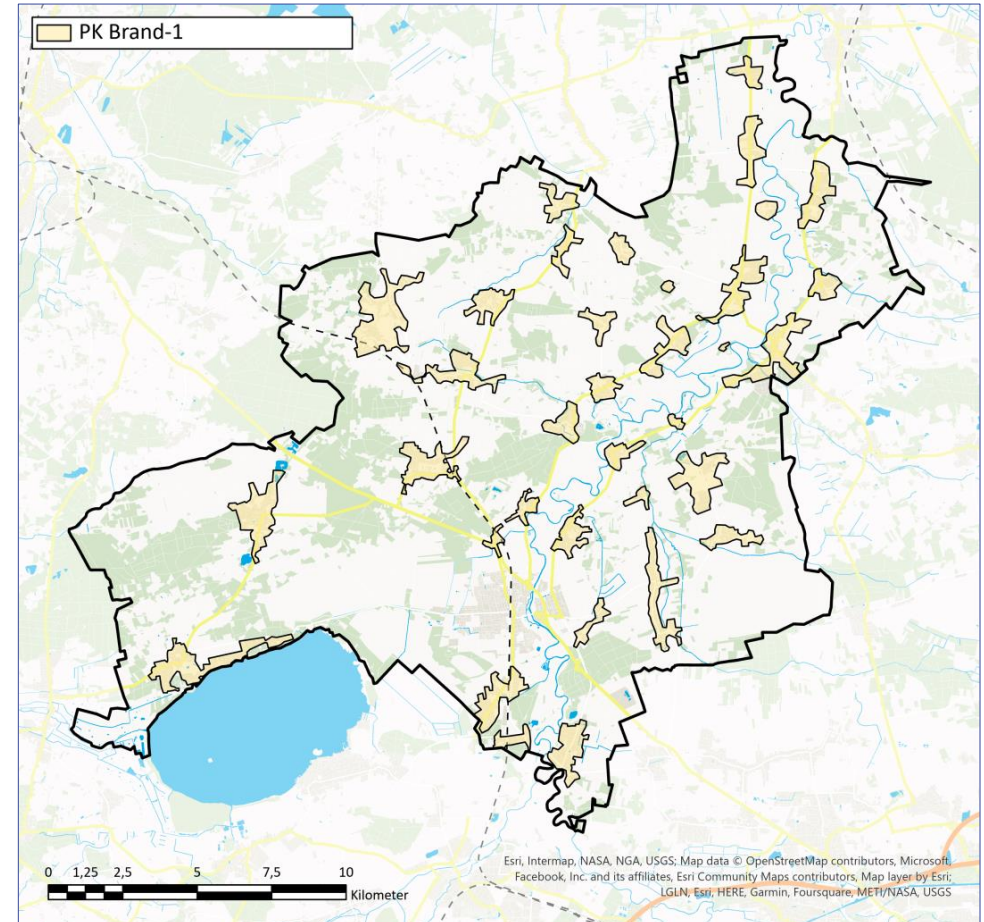 PK Brand-1
0 1,25 2,5 5 7,5 10
Kilometer
Esri, Intermap, NASA, NGA, USGS; Map data © OpenStreetMap contributors, Microsoft,
Facebook, Inc. and its affiliates, Esri Community Maps contributors, Map layer by Esri;
LGLN, Esri, HERE, Garmin, Foursquare, METI/NASA, USGS